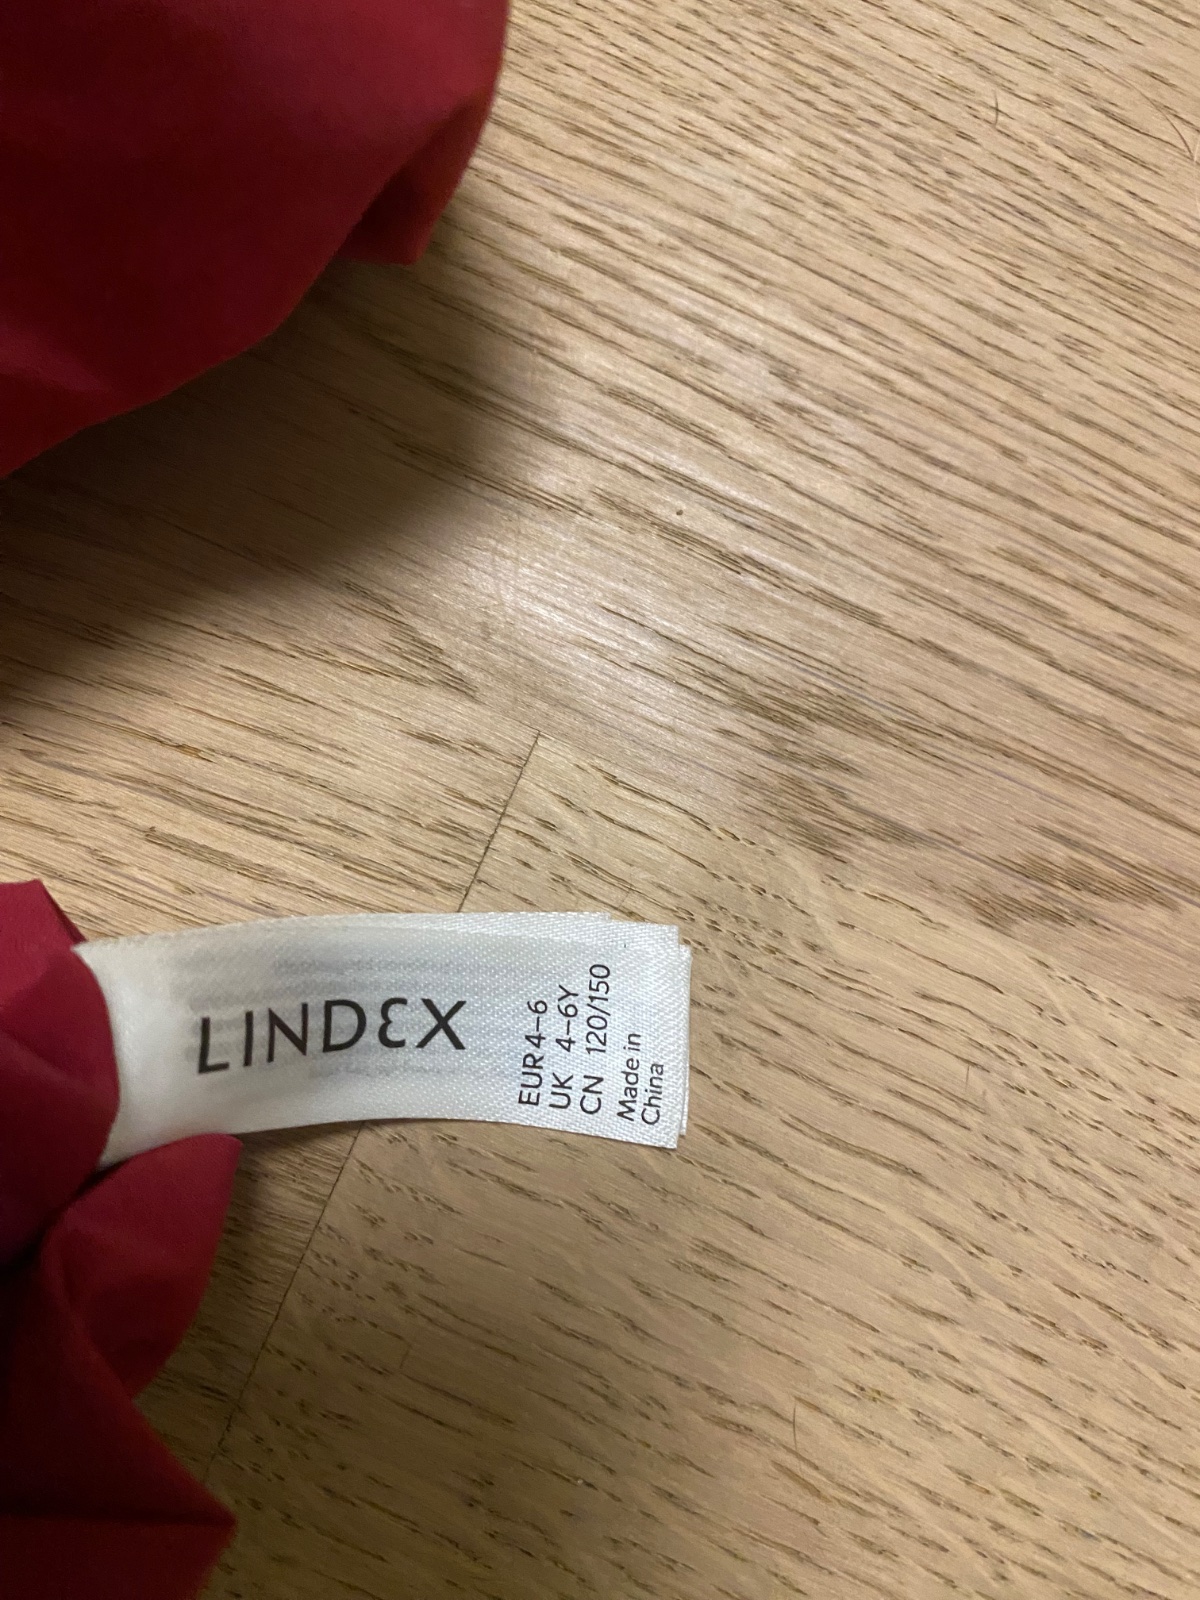 LINDEX
EUR 4-6
UK 4-6Y
CN 120/150
Made in
China